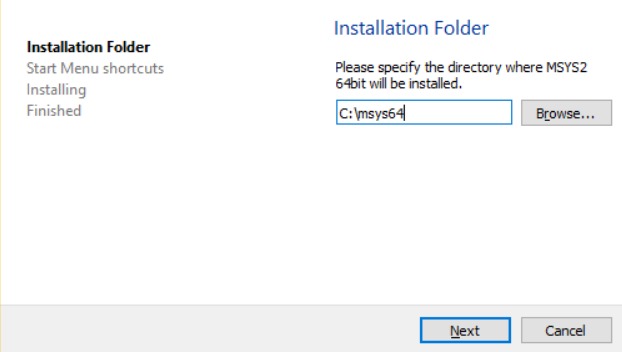 Installation Folder
Start Menu shortcuts
Installing
Finished
Installation Folder
Please specify the directory where MSYS2
64bit will be installed.
C:\msys64
Browse...
Next
Cancel